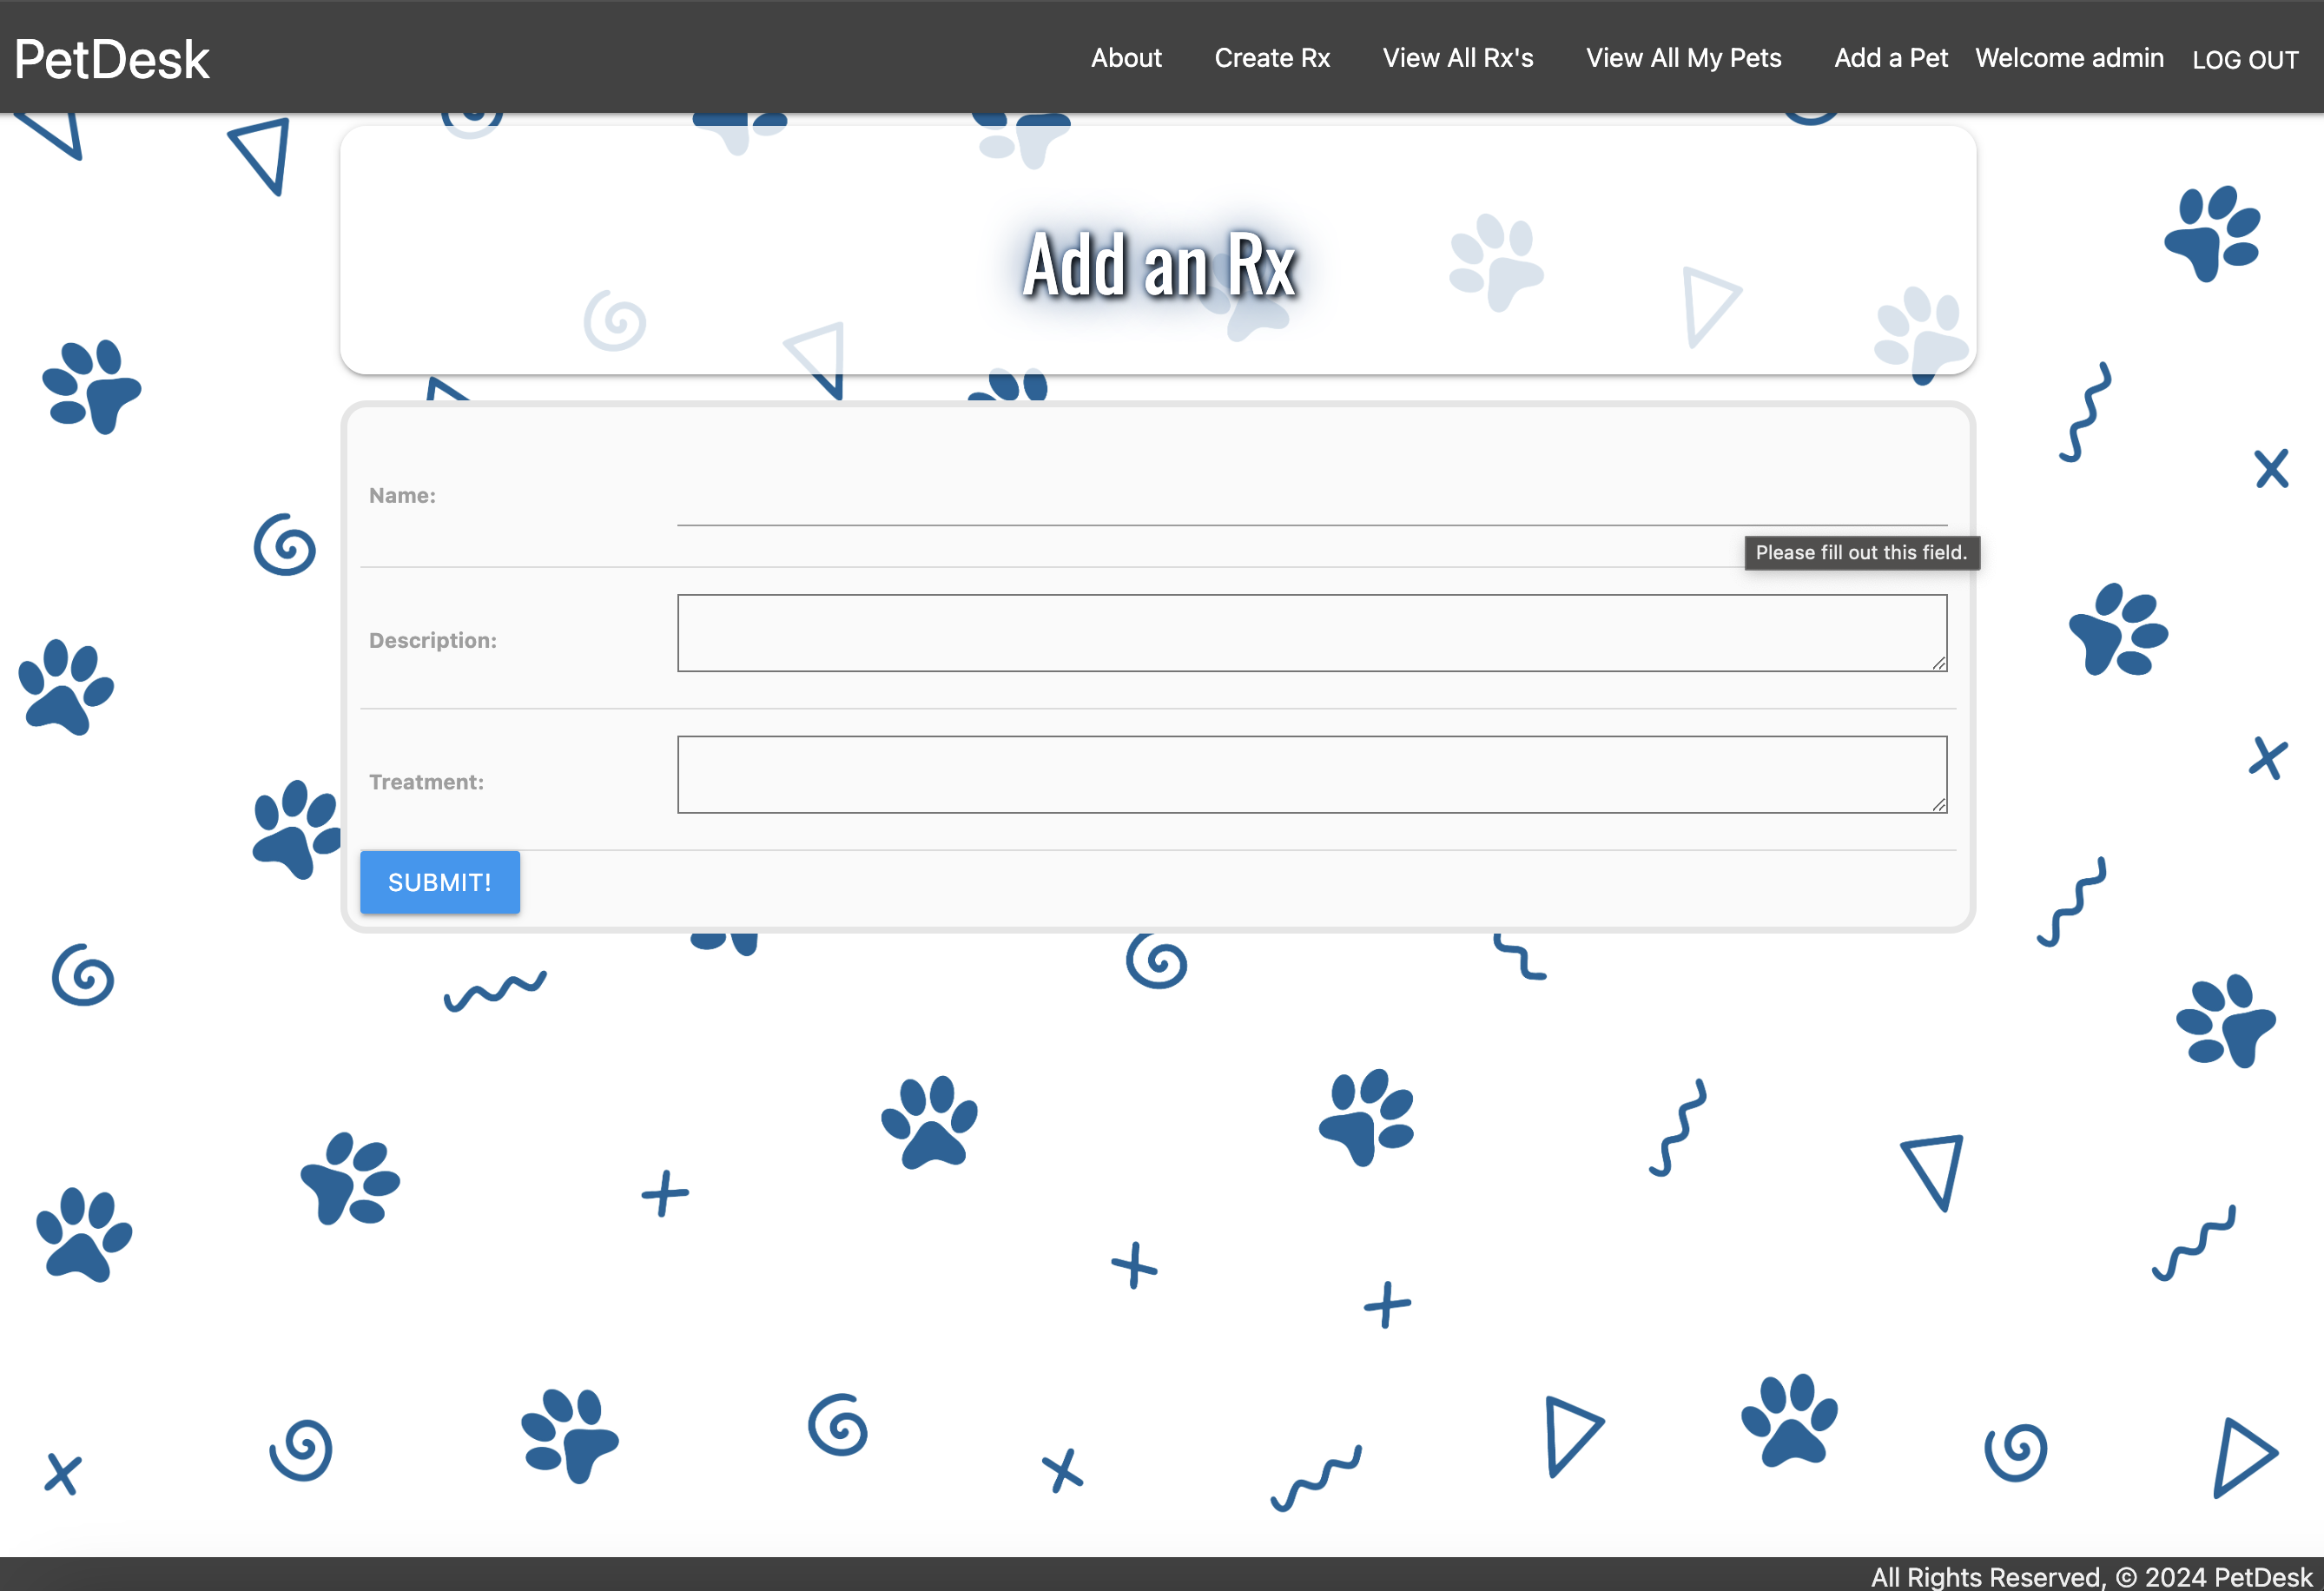 PetDesk
About Create Rx View All Rx's View All My Pets Add a Pet Welcome admin LOG OUT
Add an Rx
Name:
Please fill out this field.
Description:
Treatment:
SUBMIT!
All Rights Reserved, © 2024 PetDesk